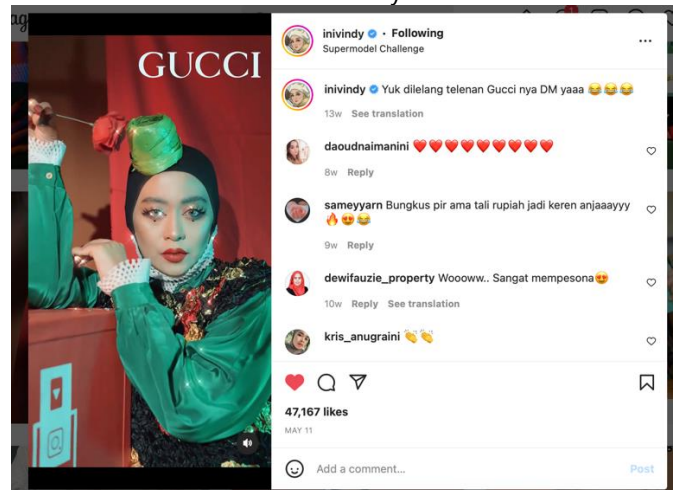 GUCCI
inivindy • Following
Supermodel Challenge
inivindy Yuk dilelang telenan Gucci nya DM yaaa 😂😂😂
13w See translation
daoudnaimanini ❤️❤️❤️❤️❤️❤️❤️❤️❤️
8w Reply
sameyyarn Bungkus pir ama tali rupiah jadi keren anjaaayyy
🔥😍😂
9w Reply
dewifauzie_property Woooww.. Sangat mempesona😍
10w Reply See translation
kris_anugraini 👏👏
47,167 likes
MAY 11
Add a comment...
Post